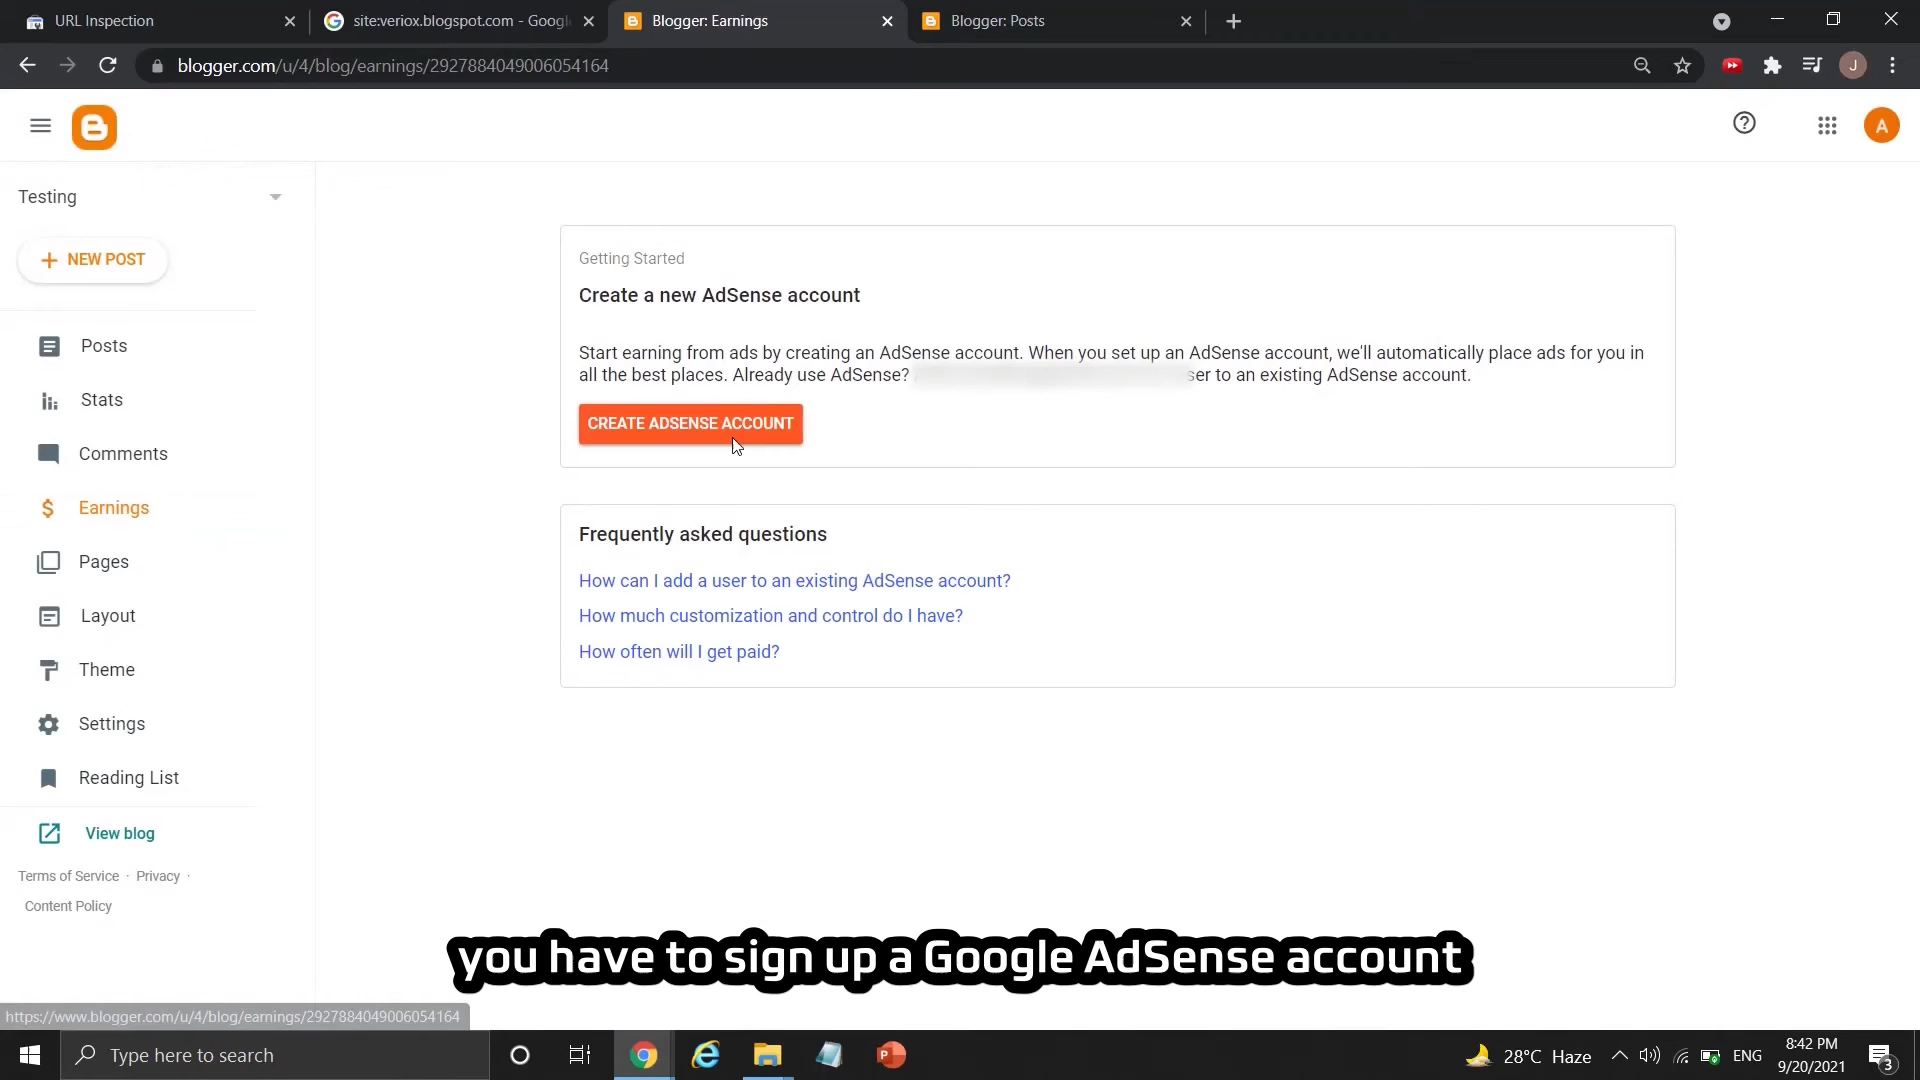 URL Inspection
site:veriox.blogspot.com - Googl
Blogger: Earnings
Blogger: Posts
blogger.com/u/4/blog/earnings/2927884049006054164
J
A
Testing
+ NEW POST
Posts
Stats
Comments
Earnings
Pages
Layout
Theme
Settings
Reading List
View blog
Terms of Service · Privacy ·
Content Policy
Getting Started
Create a new AdSense account
Start earning from ads by creating an AdSense account. When you set up an AdSense account, we'll automatically place ads for you in
all the best places. Already use AdSense? ser to an existing AdSense account.
CREATE ADSENSE ACCOUNT
Frequently asked questions
How can I add a user to an existing AdSense account?
How much customization and control do I have?
How often will I get paid?
you have to sign up a Google AdSense account
https://www.blogger.com/u/4/blog/earnings/2927884049006054164
Type here to search
28°C Haze
ENG
8:42 PM
9/20/2021
3